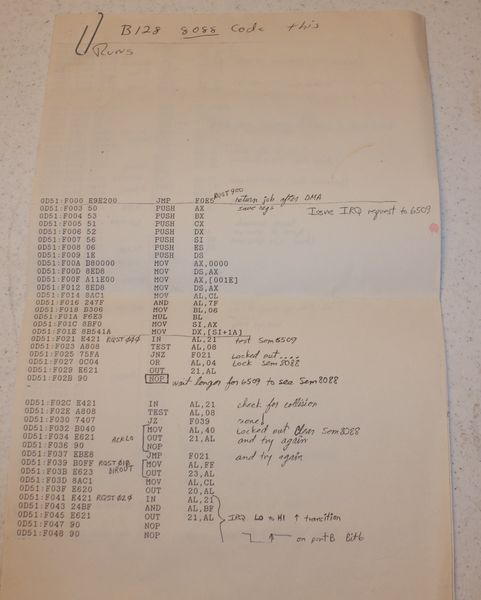 B128 8088 Code this
Runs
0D51:F000 E9E200 JMP F0E5 RQST900 return job after DMA
0D51:F003 50 PUSH AX save regs Issue IRQ request to 6509
0D51:F004 53 PUSH BX
0D51:F005 51 PUSH CX
0D51:F006 52 PUSH DX
0D51:F007 56 PUSH SI
0D51:F008 06 PUSH ES
0D51:F009 1E PUSH DS
0D51:F00A B80000 MOV AX,0000
0D51:F00D 8ED8 MOV DS,AX
0D51:F00F A11E00 MOV AX,[001E]
0D51:F012 8ED8 MOV DS,AX
0D51:F014 8AC1 MOV AL,CL
0D51:F016 247F AND AL,7F
0D51:F018 B306 MOV BL,06
0D51:F01A F6E3 MUL BL
0D51:F01C 8BF0 MOV SI,AX
0D51:F01E 8B541A MOV DX,[SI+1A]
0D51:F021 E421 RQST000 IN AL,21 test Sem6509
0D51:F023 A808 TEST AL,08
0D51:F025 75FA JNZ F021 Locked out....
0D51:F027 0C04 OR AL,04 Lock Sem8088
0D51:F029 E621 OUT 21,AL
0D51:F02B 90 NOP wait longer for 6509 to see Sem8088
-
0D51:F02C E421 IN AL,21 check for collision
0D51:F02E A808 TEST AL,08
0D51:F030 7407 JZ F039 none
0D51:F032 B040 MOV AL,40 Locked out Clear Sem8088
0D51:F034 E621 ACKLO OUT 21,AL and try again
0D51:F036 90 NOP
0D51:F037 EBE8 JMP F021 and try again
0D51:F039 B0FF RQST010 MOV AL,FF
0D51:F03B E623 DIROUT OUT 23,AL
0D51:F03D 8AC1 MOV AL,CL
0D51:F03F E620 OUT 20,AL
0D51:F041 E421 RQST020 IN AL,21
0D51:F043 24BF AND AL,BF
0D51:F045 E621 OUT 21,AL IRQ LO to HI ↑ transition
0D51:F047 90 NOP
0D51:F048 90 NOP on port B Bit 6